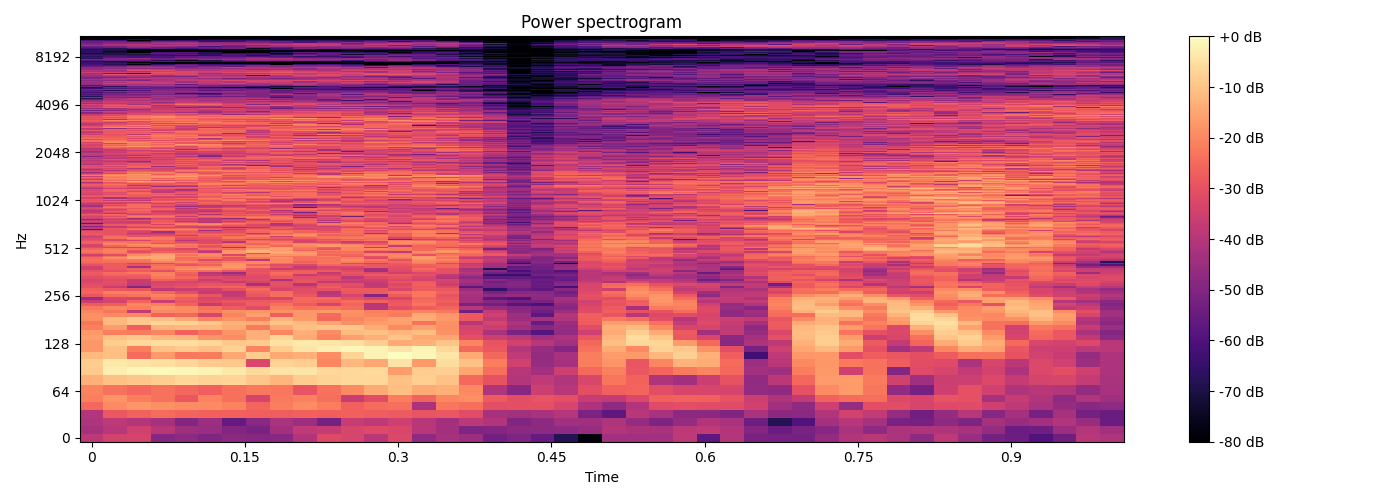 Power spectrogram
Hz
8192
4096
2048
1024
512
256
128
64
0
0 0.15 0.3 0.45 0.6 0.75 0.9
Time
+0 dB
-10 dB
-20 dB
-30 dB
-40 dB
-50 dB
-60 dB
-70 dB
-80 dB